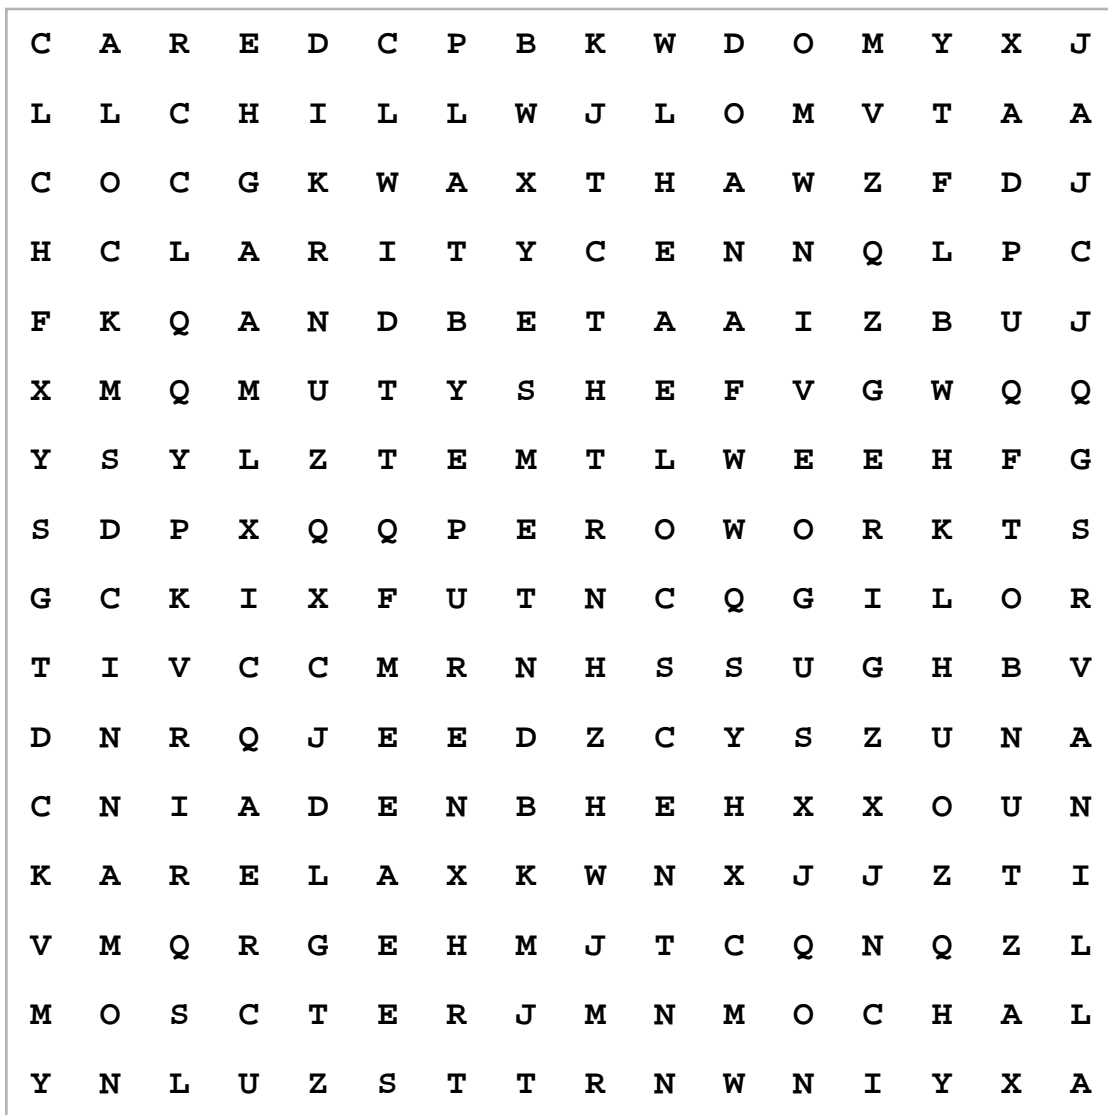 C A R E D C P B K W D O M Y X J
L L C H I L L W J L O M V T A A
C O C G K W A X T H A W Z F D J
H C L A R I T Y C E N N Q L P C
F K Q A N D B E T A A I Z B U J
X M Q M U T Y S H E F V G W Q Q
Y S Y L Z T E M T L W E E H F G
S D P X Q Q P E R O W O R K T S
G C K I X F U T N C Q G I L O R
T I V C C M R N H S S U G H B V
D N R Q J E E D Z C Y S Z U N A
C N I A D E N B H E H X X O U N
K A R E L A X K W N X J J Z T I
V M Q R G E H M J T C Q N Q Z L
M O S C T E R J M N M O C H A L
Y N L U Z S T T R N W N I Y X A